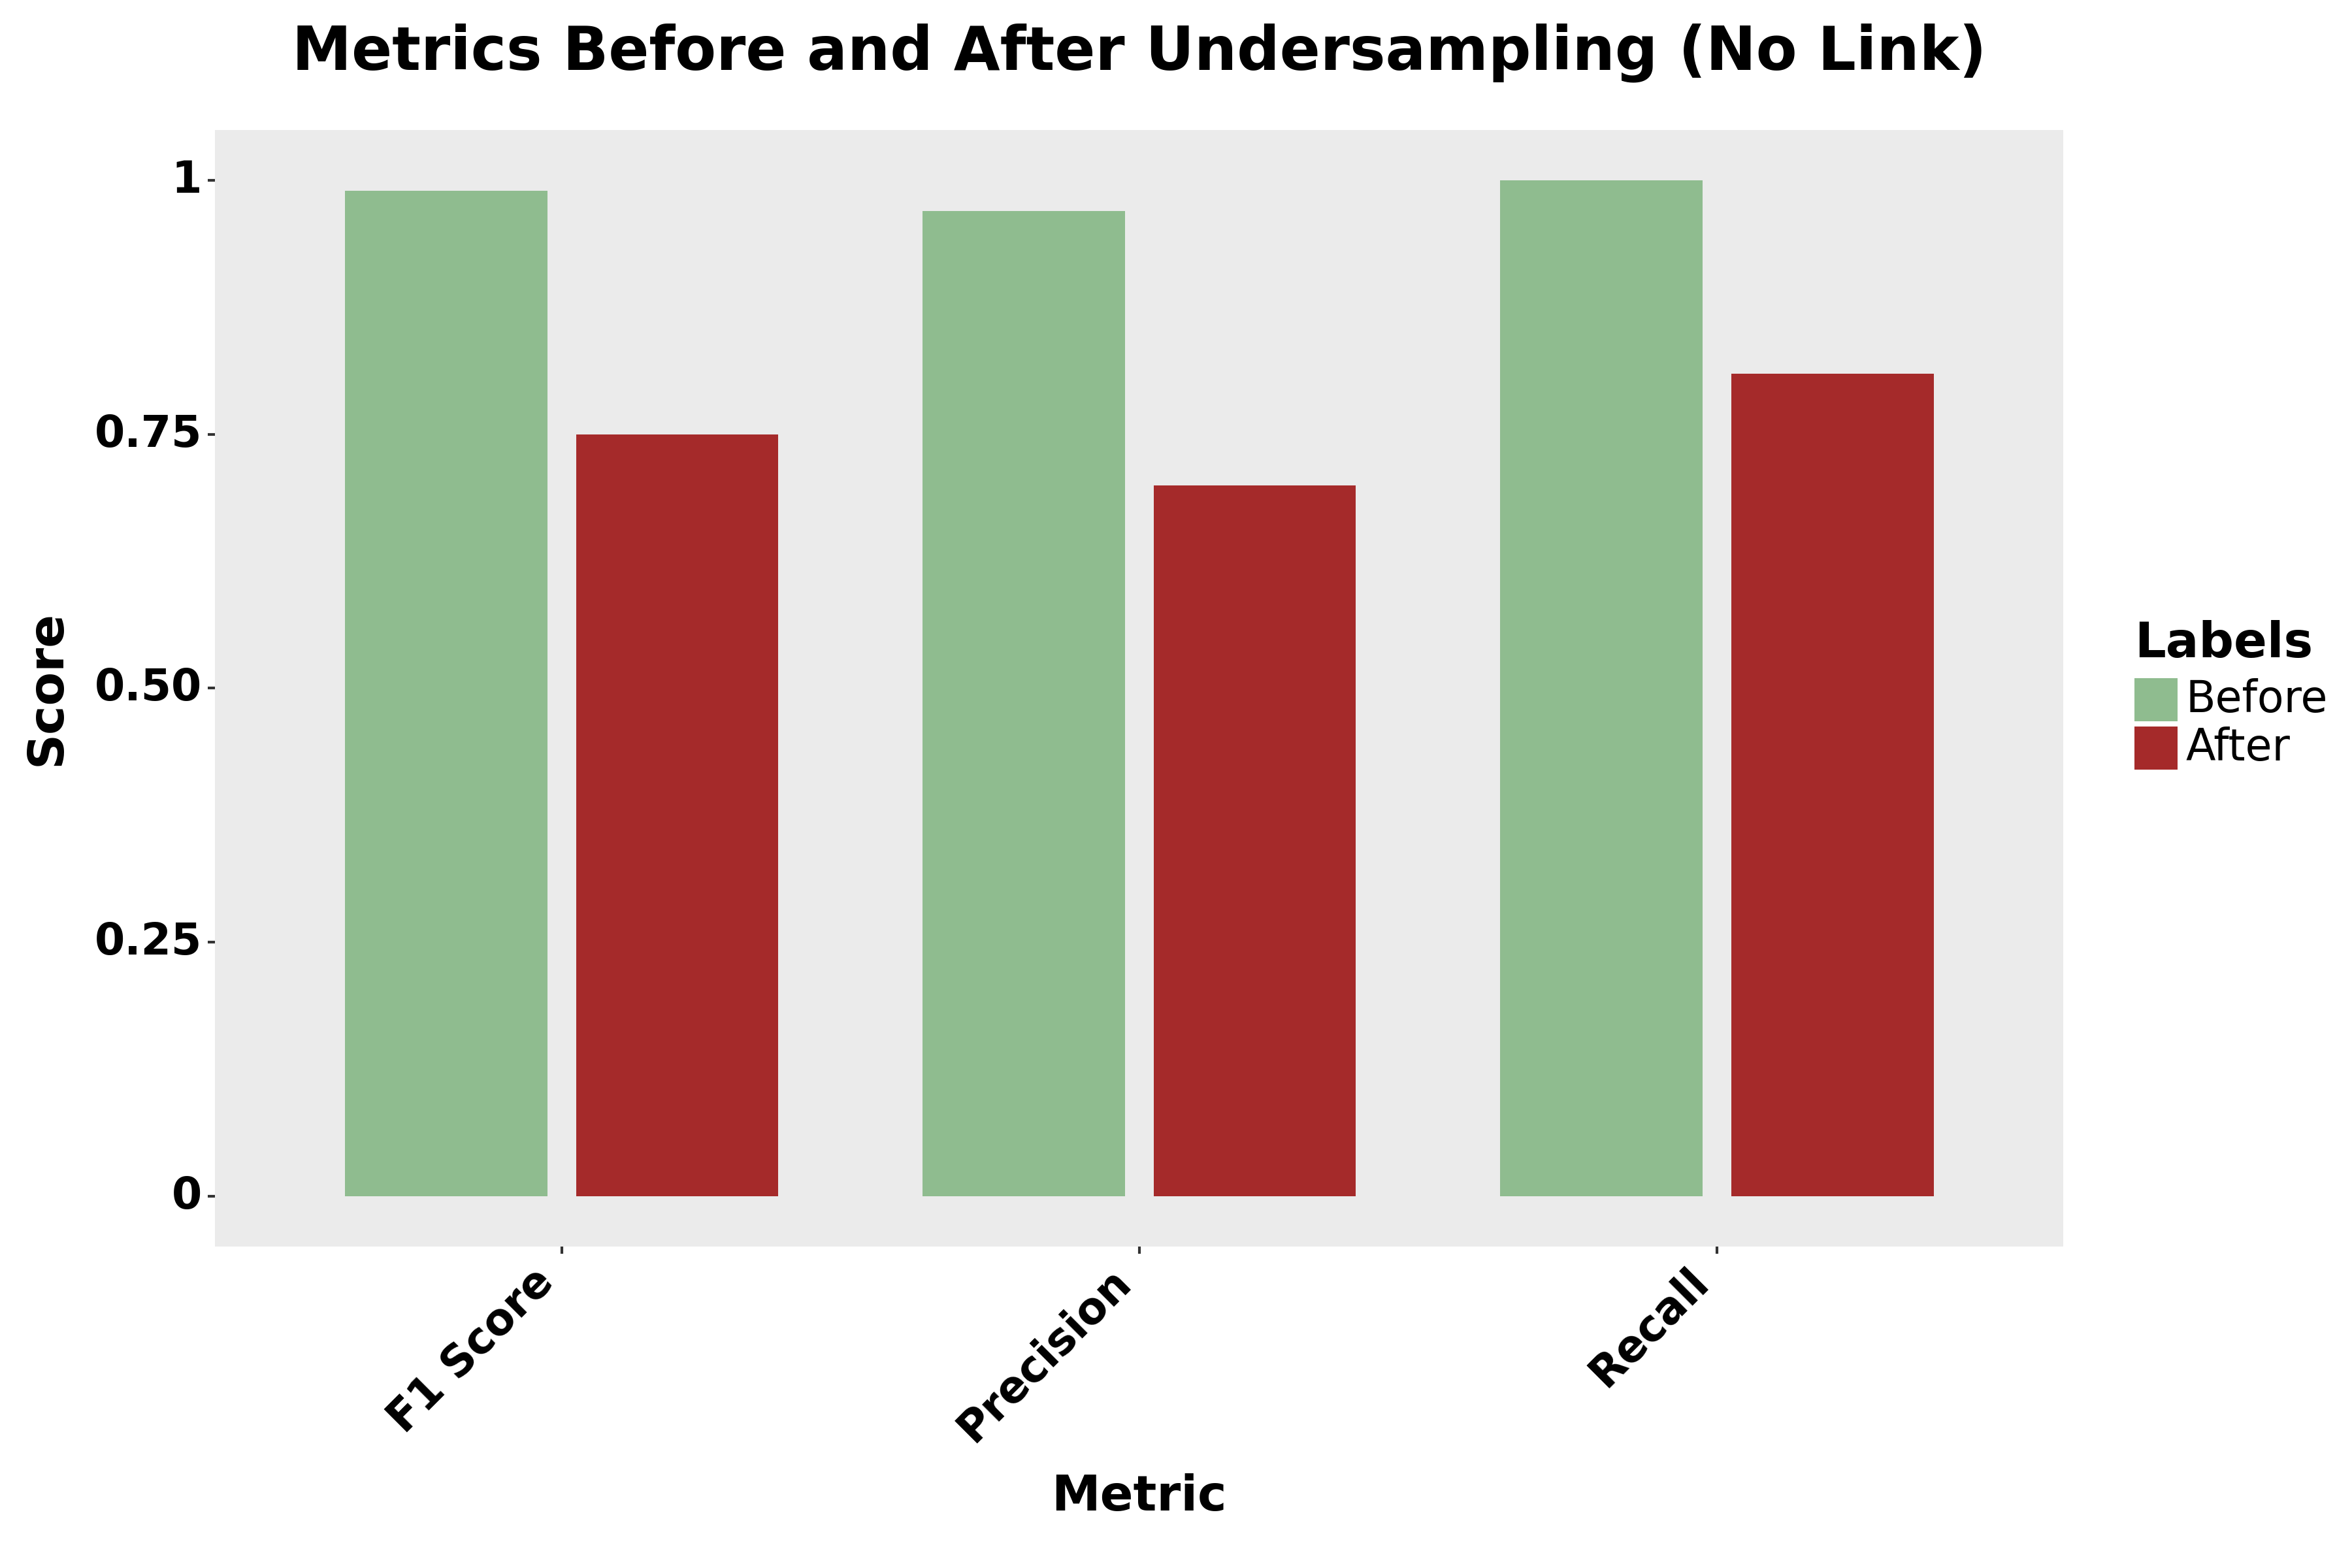 Metrics Before and After Undersampling (No Link)
1
0.75
0.50
0.25
0
Score
F1 Score
Precision
Recall
Metric
Labels
Before
After